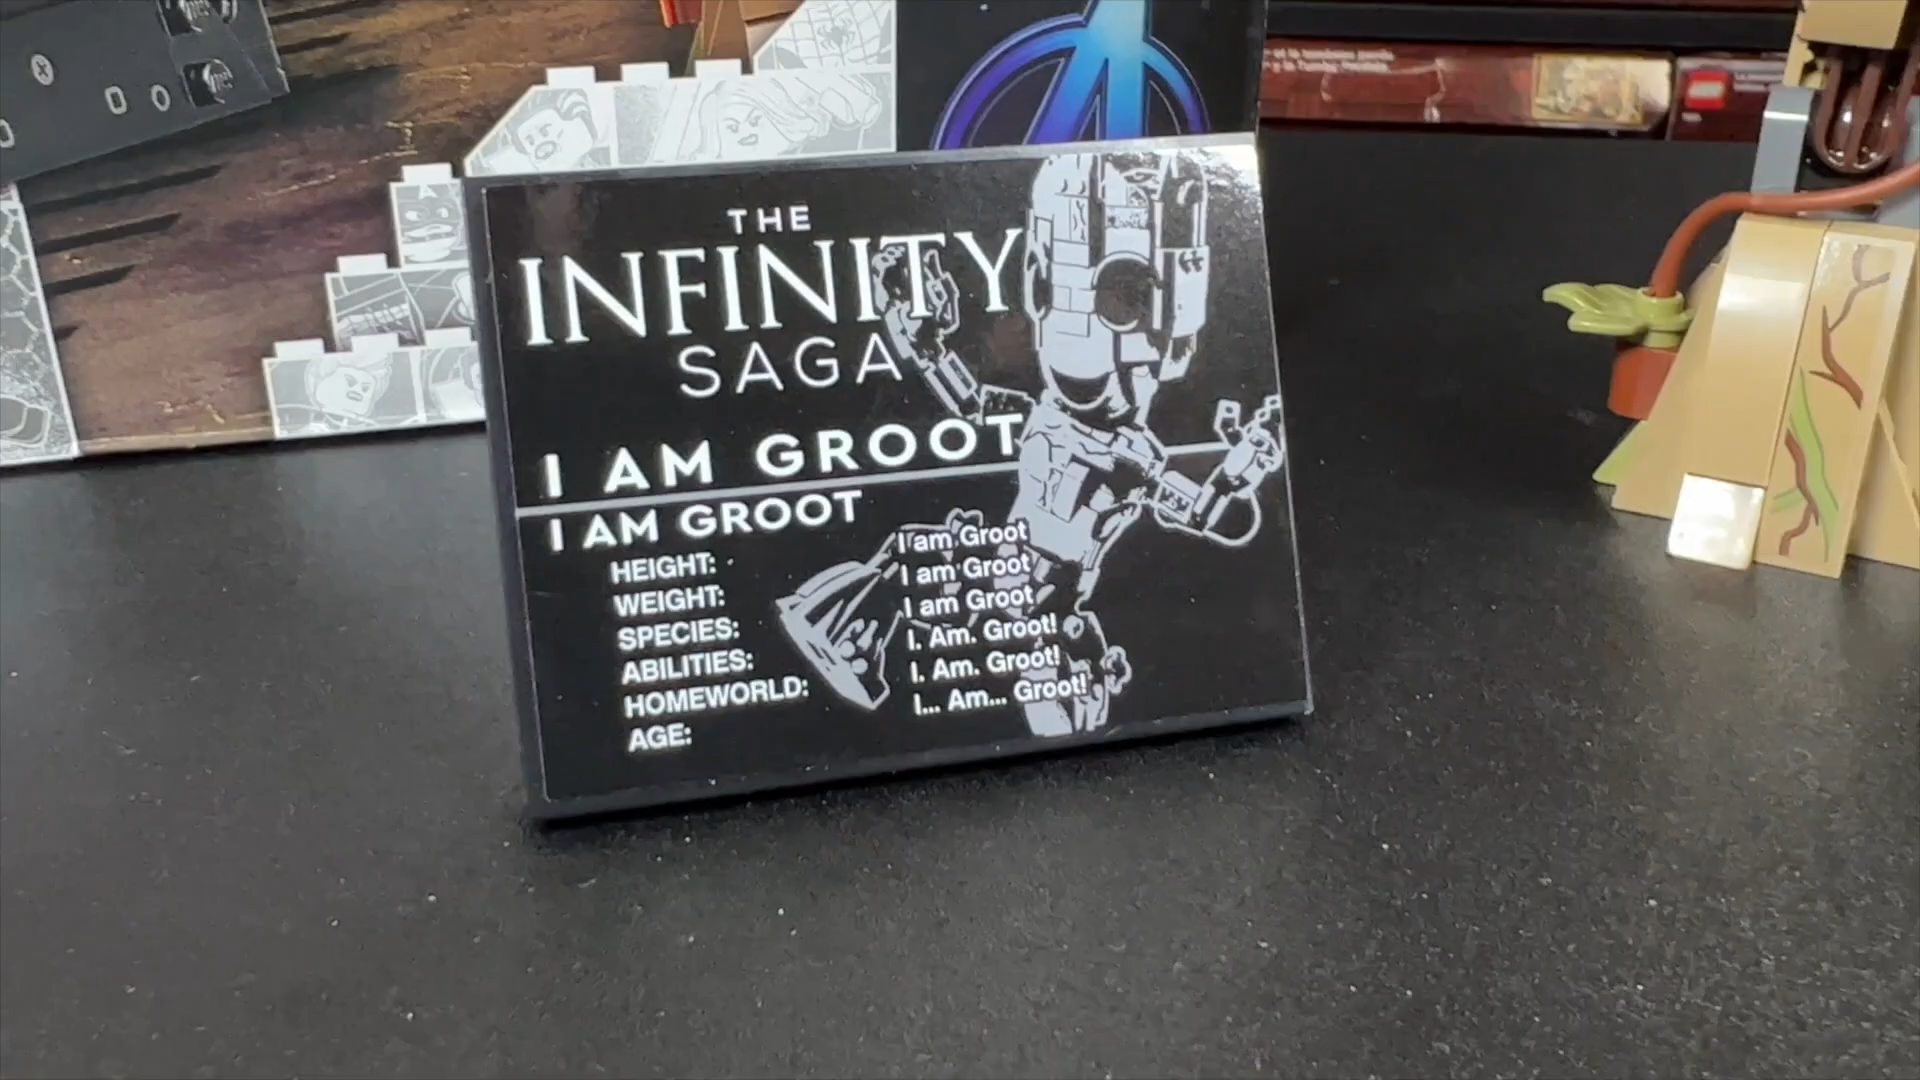 THE
INFINITY
SAGA
I AM GROOT
I AM GROOT
HEIGHT: I am Groot
WEIGHT: I am Groot
SPECIES: I am Groot
ABILITIES: I. Am. Groot!
HOMEWORLD: I. Am. Groot!
AGE: I... Am... Groot!